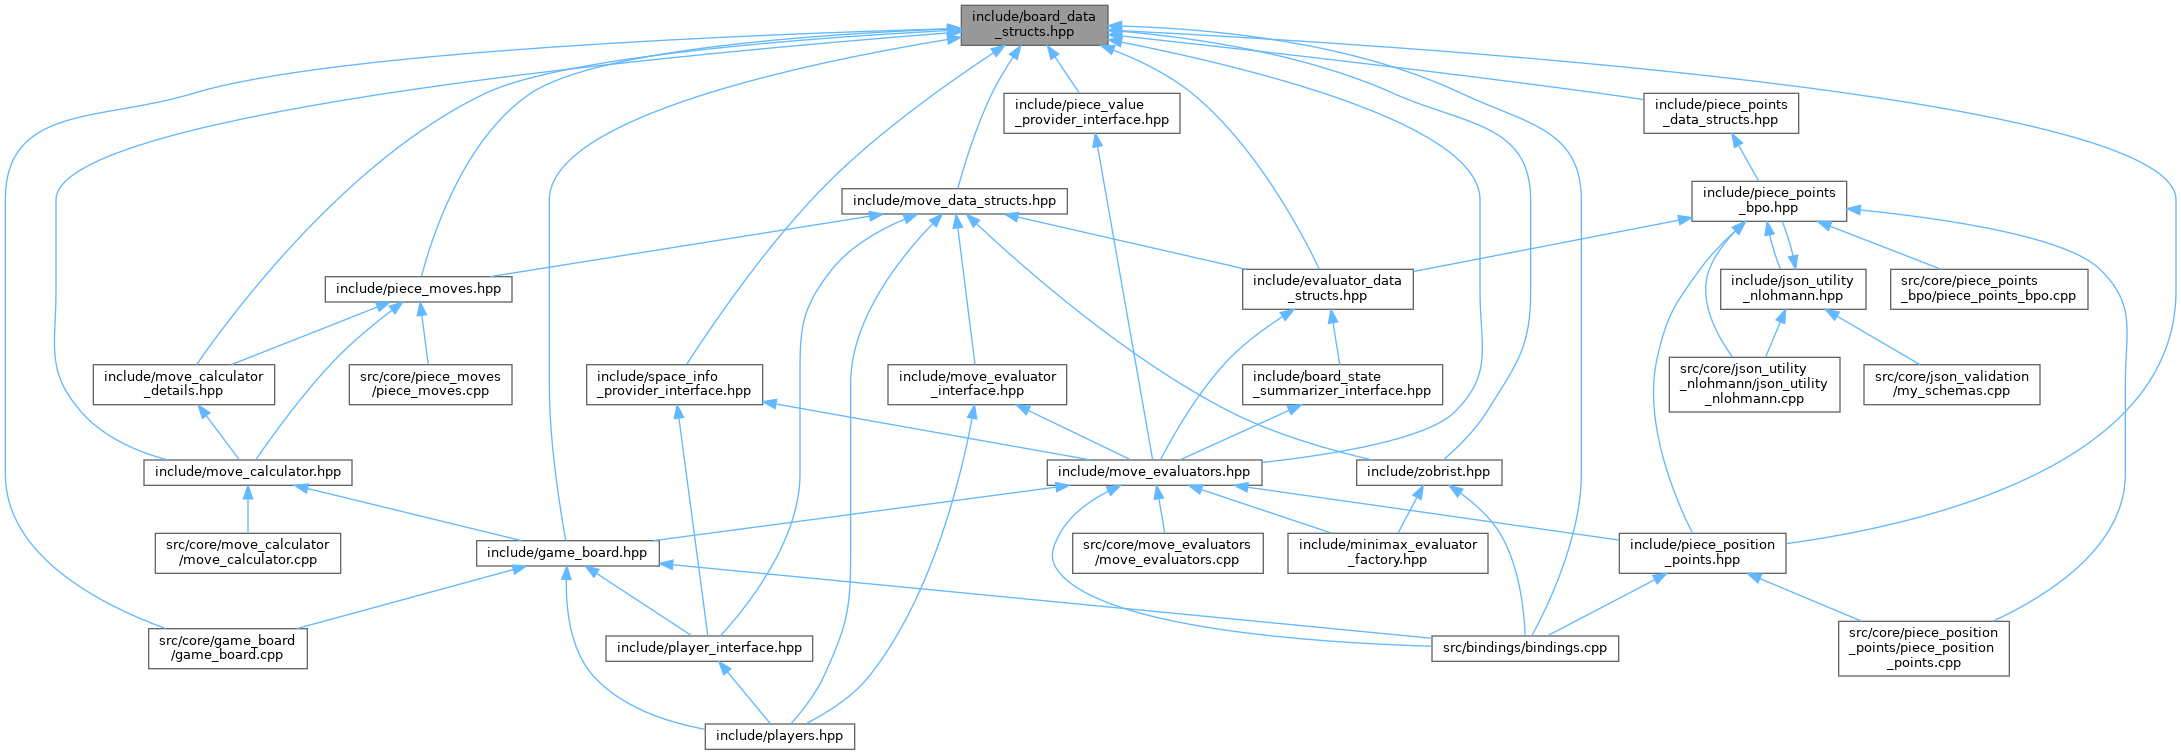 include/board_data
_structs.hpp
include/piece_value
_provider_interface.hpp
include/piece_points
_data_structs.hpp
include/move_data_structs.hpp
include/piece_points
_bpo.hpp
include/piece_moves.hpp
include/evaluator_data
_structs.hpp
include/json_utility
_nlohmann.hpp
src/core/piece_points
_bpo/piece_points_bpo.cpp
include/move_calculator
_details.hpp
src/core/piece_moves
/piece_moves.cpp
include/space_info
_provider_interface.hpp
include/move_evaluator
_interface.hpp
include/board_state
_summarizer_interface.hpp
src/core/json_utility
_nlohmann/json_utility
_nlohmann.cpp
src/core/json_validation
/my_schemas.cpp
include/move_calculator.hpp
include/move_evaluators.hpp
include/zobrist.hpp
src/core/move_calculator
/move_calculator.cpp
include/game_board.hpp
src/core/move_evaluators
/move_evaluators.cpp
include/minimax_evaluator
_factory.hpp
include/piece_position
_points.hpp
src/core/game_board
/game_board.cpp
include/player_interface.hpp
src/bindings/bindings.cpp
src/core/piece_position
_points/piece_position
_points.cpp
include/players.hpp